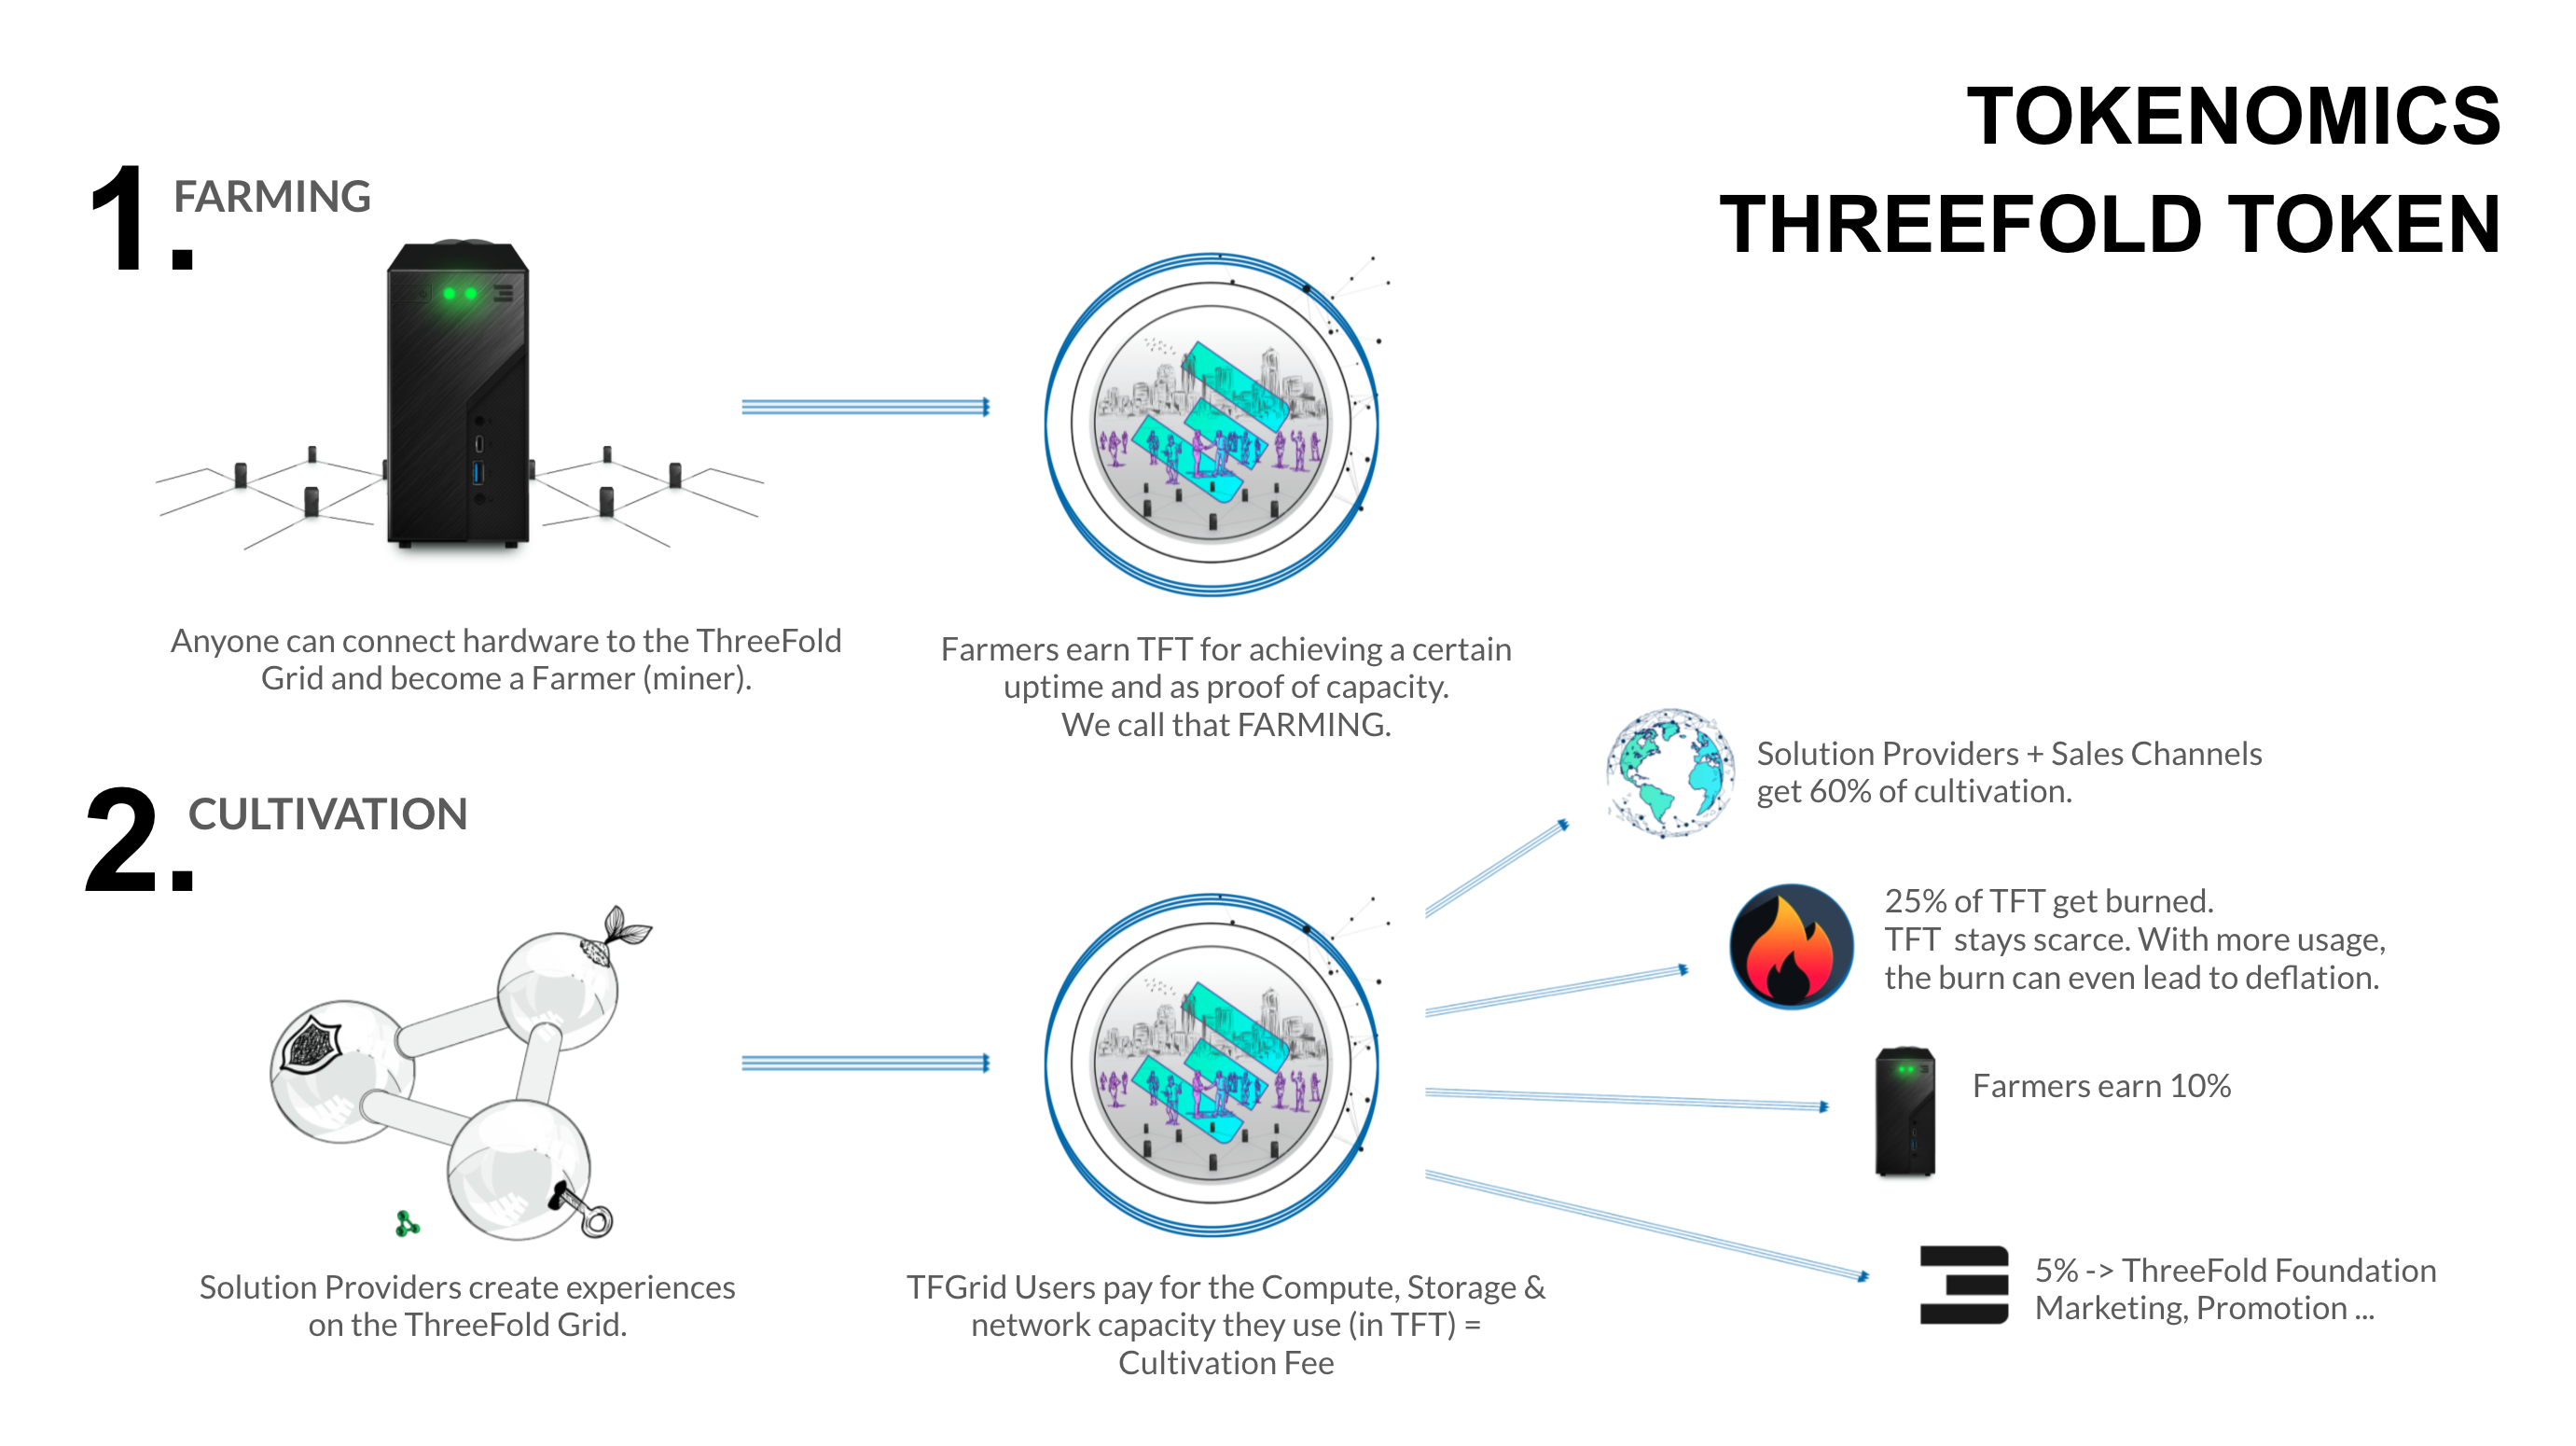 TOKENOMICS
THREEFOLD TOKEN
1.
FARMING
Anyone can connect hardware to the ThreeFold
Grid and become a Farmer (miner).
Farmers earn TFT for achieving a certain
uptime and as proof of capacity.
We call that FARMING.
2.
CULTIVATION
Solution Providers create experiences
on the ThreeFold Grid.
TFGrid Users pay for the Compute, Storage &
network capacity they use (in TFT) =
Cultivation Fee
Solution Providers + Sales Channels
get 60% of cultivation.
25% of TFT get burned.
TFT  stays scarce. With more usage,
the burn can even lead to deflation.
Farmers earn 10%
5% -> ThreeFold Foundation
Marketing, Promotion ...